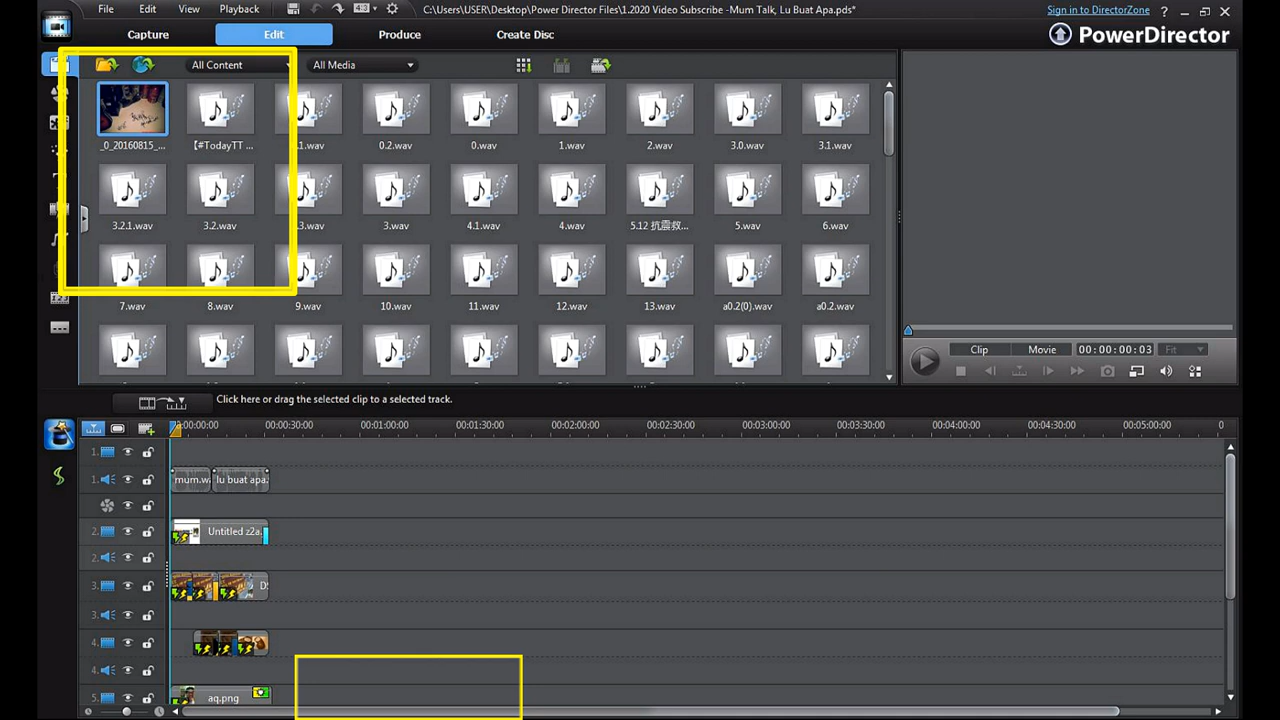 File Edit View Playback C:\Users\USER\Desktop\Power Director Files\1.2020 Video Subscribe -Mum Talk, Lu Buat Apa.pds* Sign in to DirectorZone ?
Capture Edit Produce Create Disc PowerDirector
All Content All Media
_0_20160815_... 【#TodayTT ... .1.wav 0.2.wav 0.wav 1.wav 2.wav 3.0.wav 3.1.wav
3.2.1.wav 3.2.wav .3.wav 3.wav 4.1.wav 4.wav 5.12 抗震救... 5.wav 6.wav
7.wav 8.wav 9.wav 10.wav 11.wav 12.wav 13.wav a0.2(0).wav a0.2.wav
Clip Movie 00:00:00:03 Fit
Click here or drag the selected clip to a selected track.
0:00:00:00 00:00:30:00 00:01:00:00 00:01:30:00 00:02:00:00 00:02:30:00 00:03:00:00 00:03:30:00 00:04:00:00 00:04:30:00 00:05:00:00 0
1.
1. mum.w lu buat apa.
2. Untitled z2a.
2.
3. D
3.
4.
4.
5. aq.png